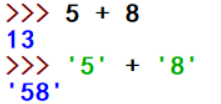 >>> 5 + 8
13
>>> '5' + '8'
'58'